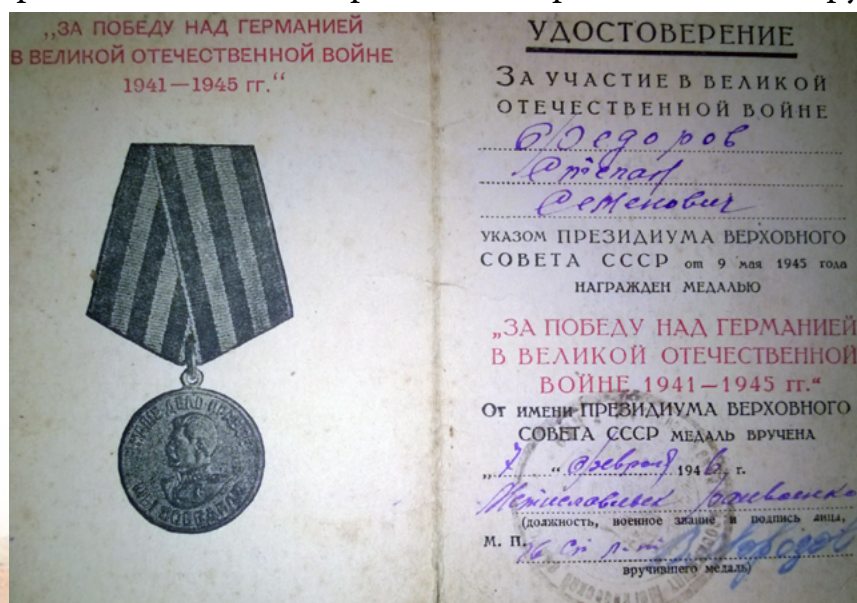 „ЗА ПОБЕДУ НАД ГЕРМАНИЕЙ
В ВЕЛИКОЙ ОТЕЧЕСТВЕННОЙ ВОЙНЕ
1941—1945 гг.“
УДОСТОВЕРЕНИЕ
ЗА УЧАСТИЕ В ВЕЛИКОЙ
ОТЕЧЕСТВЕННОЙ ВОЙНЕ
Федоров
Степан
Семенович
УКАЗОМ ПРЕЗИДИУМА ВЕРХОВНОГО
СОВЕТА СССР от 9 мая 1945 года
НАГРАЖДЕН МЕДАЛЬЮ
„ЗА ПОБЕДУ НАД ГЕРМАНИЕЙ
В ВЕЛИКОЙ ОТЕЧЕСТВЕННОЙ
ВОЙНЕ 1941—1945 гг.“
От имени ПРЕЗИДИУМА ВЕРХОВНОГО
СОВЕТА СССР МЕДАЛЬ ВРУЧЕНА
„7“ февраля 1946 г.
(должность, военное звание и подпись лица,
М. П.
вручившего медаль)